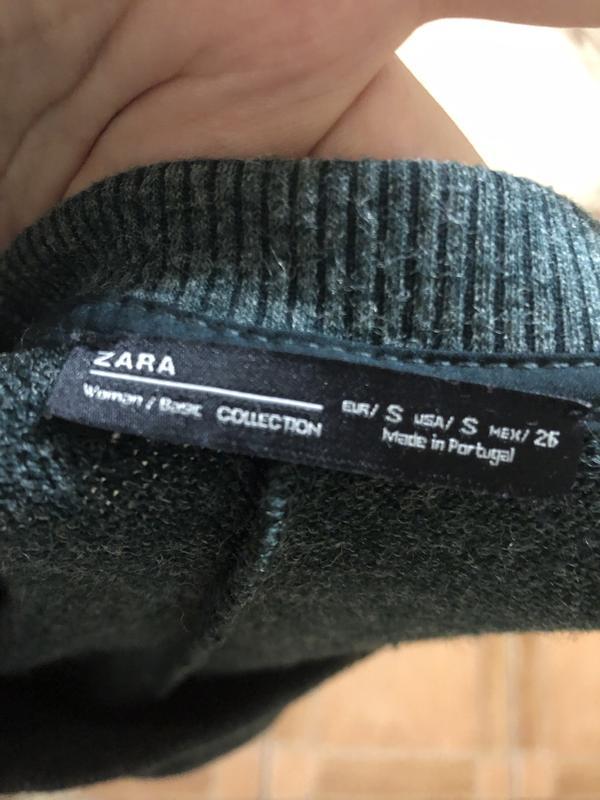 ZARA
Woman / Basic COLLECTION
EUR/ S USA/ S MEX/ 26
Made in Portugal